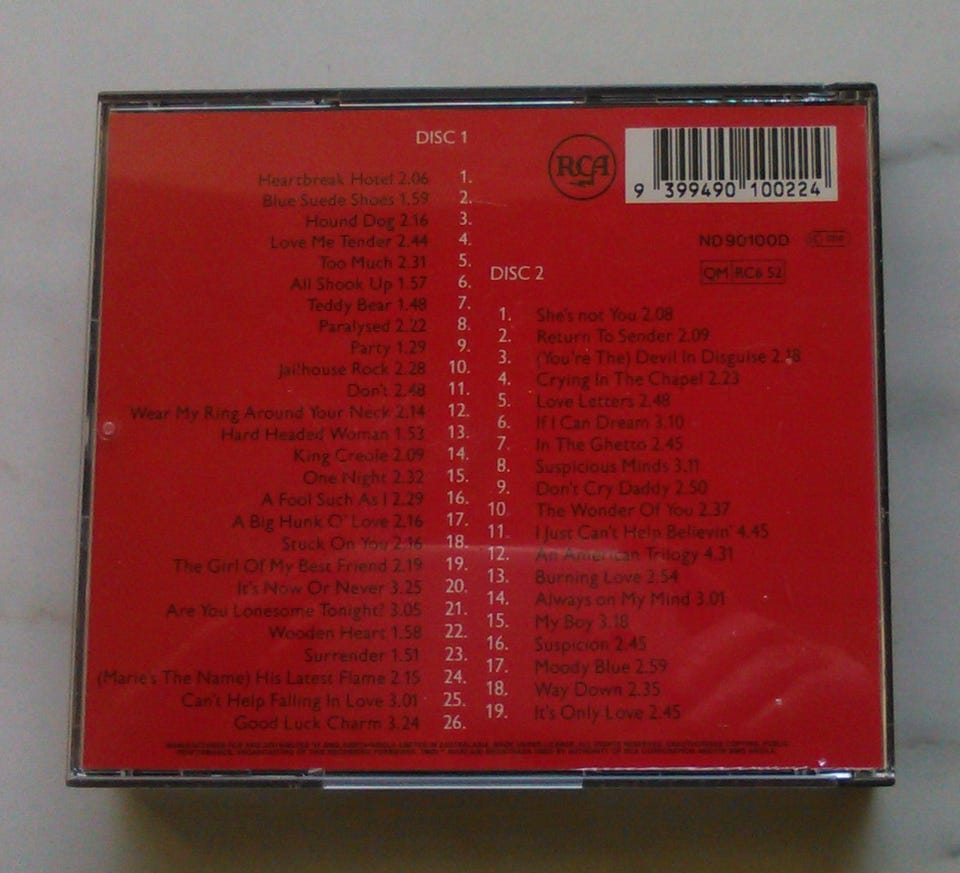 DISC 1
Heartbreak Hotel 2.06 1.
Blue Suede Shoes 1.59 2.
Hound Dog 2.16 3.
Love Me Tender 2.44 4.
Too Much 2.31 5.
All Shook Up 1.57 6.
Teddy Bear 1.48 7.
Paralysed 2.22 8.
Party 1.29 9.
Jailhouse Rock 2.28 10.
Don't 2.48 11.
Wear My Ring Around Your Neck 2.14 12.
Hard Headed Woman 1.53 13.
King Creole 2.09 14.
One Night 2.32 15.
A Fool Such As I 2.29 16.
A Big Hunk O' Love 2.16 17.
Stuck On You 2.16 18.
The Girl Of My Best Friend 2.19 19.
It's Now Or Never 3.25 20.
Are You Lonesome Tonight? 3.05 21.
Wooden Heart 1.58 22.
Surrender 1.51 23.
(Marie's The Name) His Latest Flame 2.15 24.
Can't Help Falling In Love 3.01 25.
Good Luck Charm 3.24 26.
RCA
9 399490 100224
ND90100D
QM RC6 52
DISC 2
1. She's not You 2.08
2. Return To Sender 2.09
3. (You're The) Devil In Disguise 2.18
4. Crying In The Chapel 2.23
5. Love Letters 2.48
6. If I Can Dream 3.10
7. In The Ghetto 2.45
8. Suspicious Minds 3.11
9. Don't Cry Daddy 2.50
10. The Wonder Of You 2.37
11. I Just Can't Help Believin' 4.45
12. An American Trilogy 4.31
13. Burning Love 2.54
14. Always on My Mind 3.01
15. My Boy 3.18
16. Suspicion 2.45
17. Moody Blue 2.59
18. Way Down 2.35
19. It's Only Love 2.45